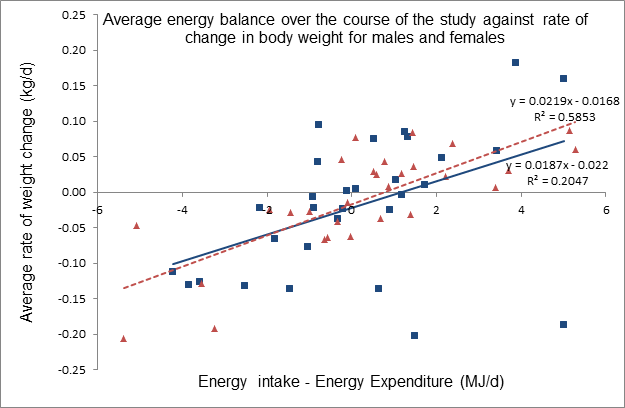 Average energy balance over the course of the study against rate of
change in body weight for males and females
0.25
0.20
0.15
0.10
0.05
0.00
-0.05
-0.10
-0.15
-0.20
-0.25
-6
-4
-2
0
2
4
6
y = 0.0219x - 0.0168
R² = 0.5853
y = 0.0187x - 0.022
R² = 0.2047
Average rate of weight change (kg/d)
Energy intake - Energy Expenditure (MJ/d)